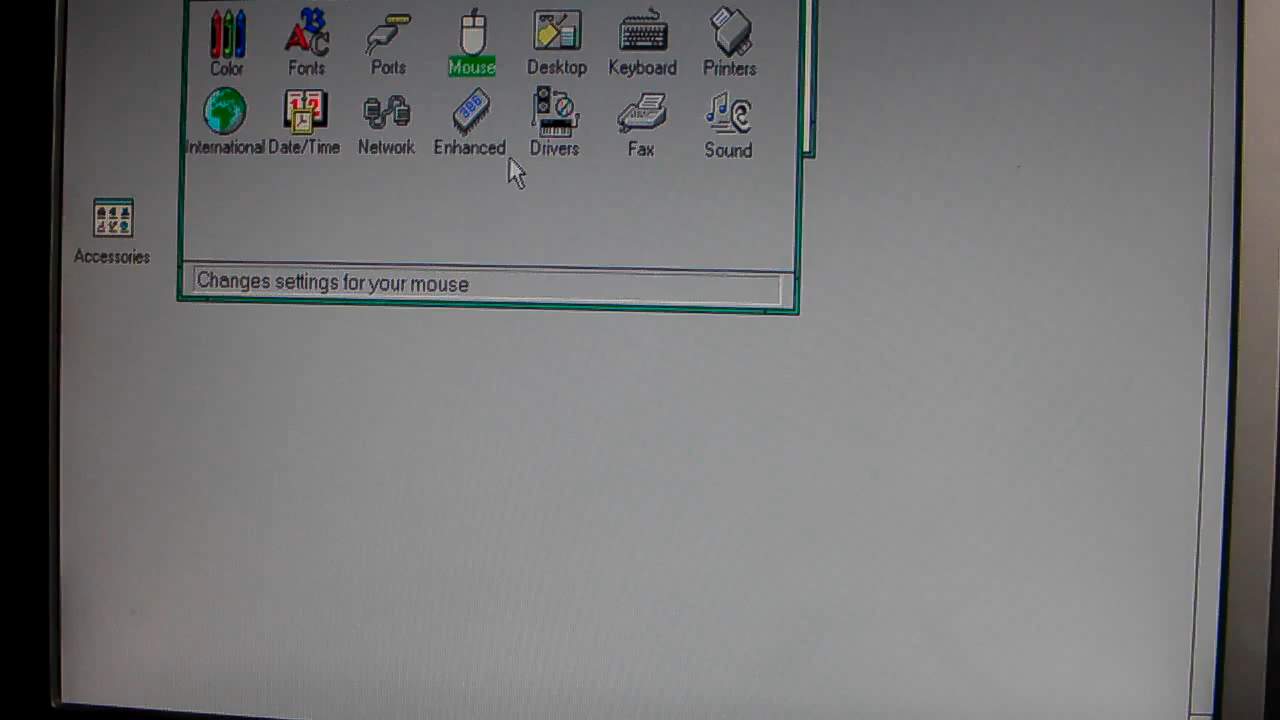 Color Fonts Ports Mouse Desktop Keyboard Printers
International Date/Time Network Enhanced Drivers Fax Sound
Accessories
Changes settings for your mouse